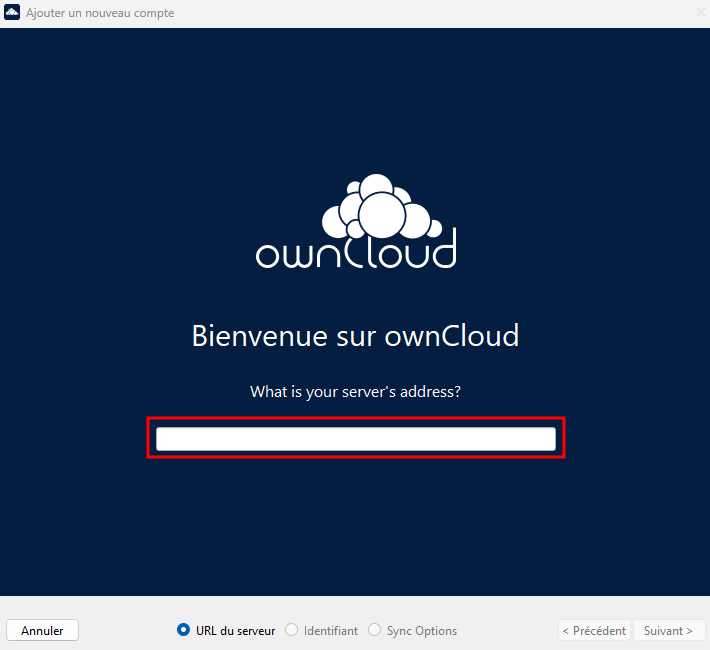 Ajouter un nouveau compte
ownCloud
Bienvenue sur ownCloud
What is your server's address?
Annuler URL du serveur Identifiant Sync Options < Précédent Suivant >